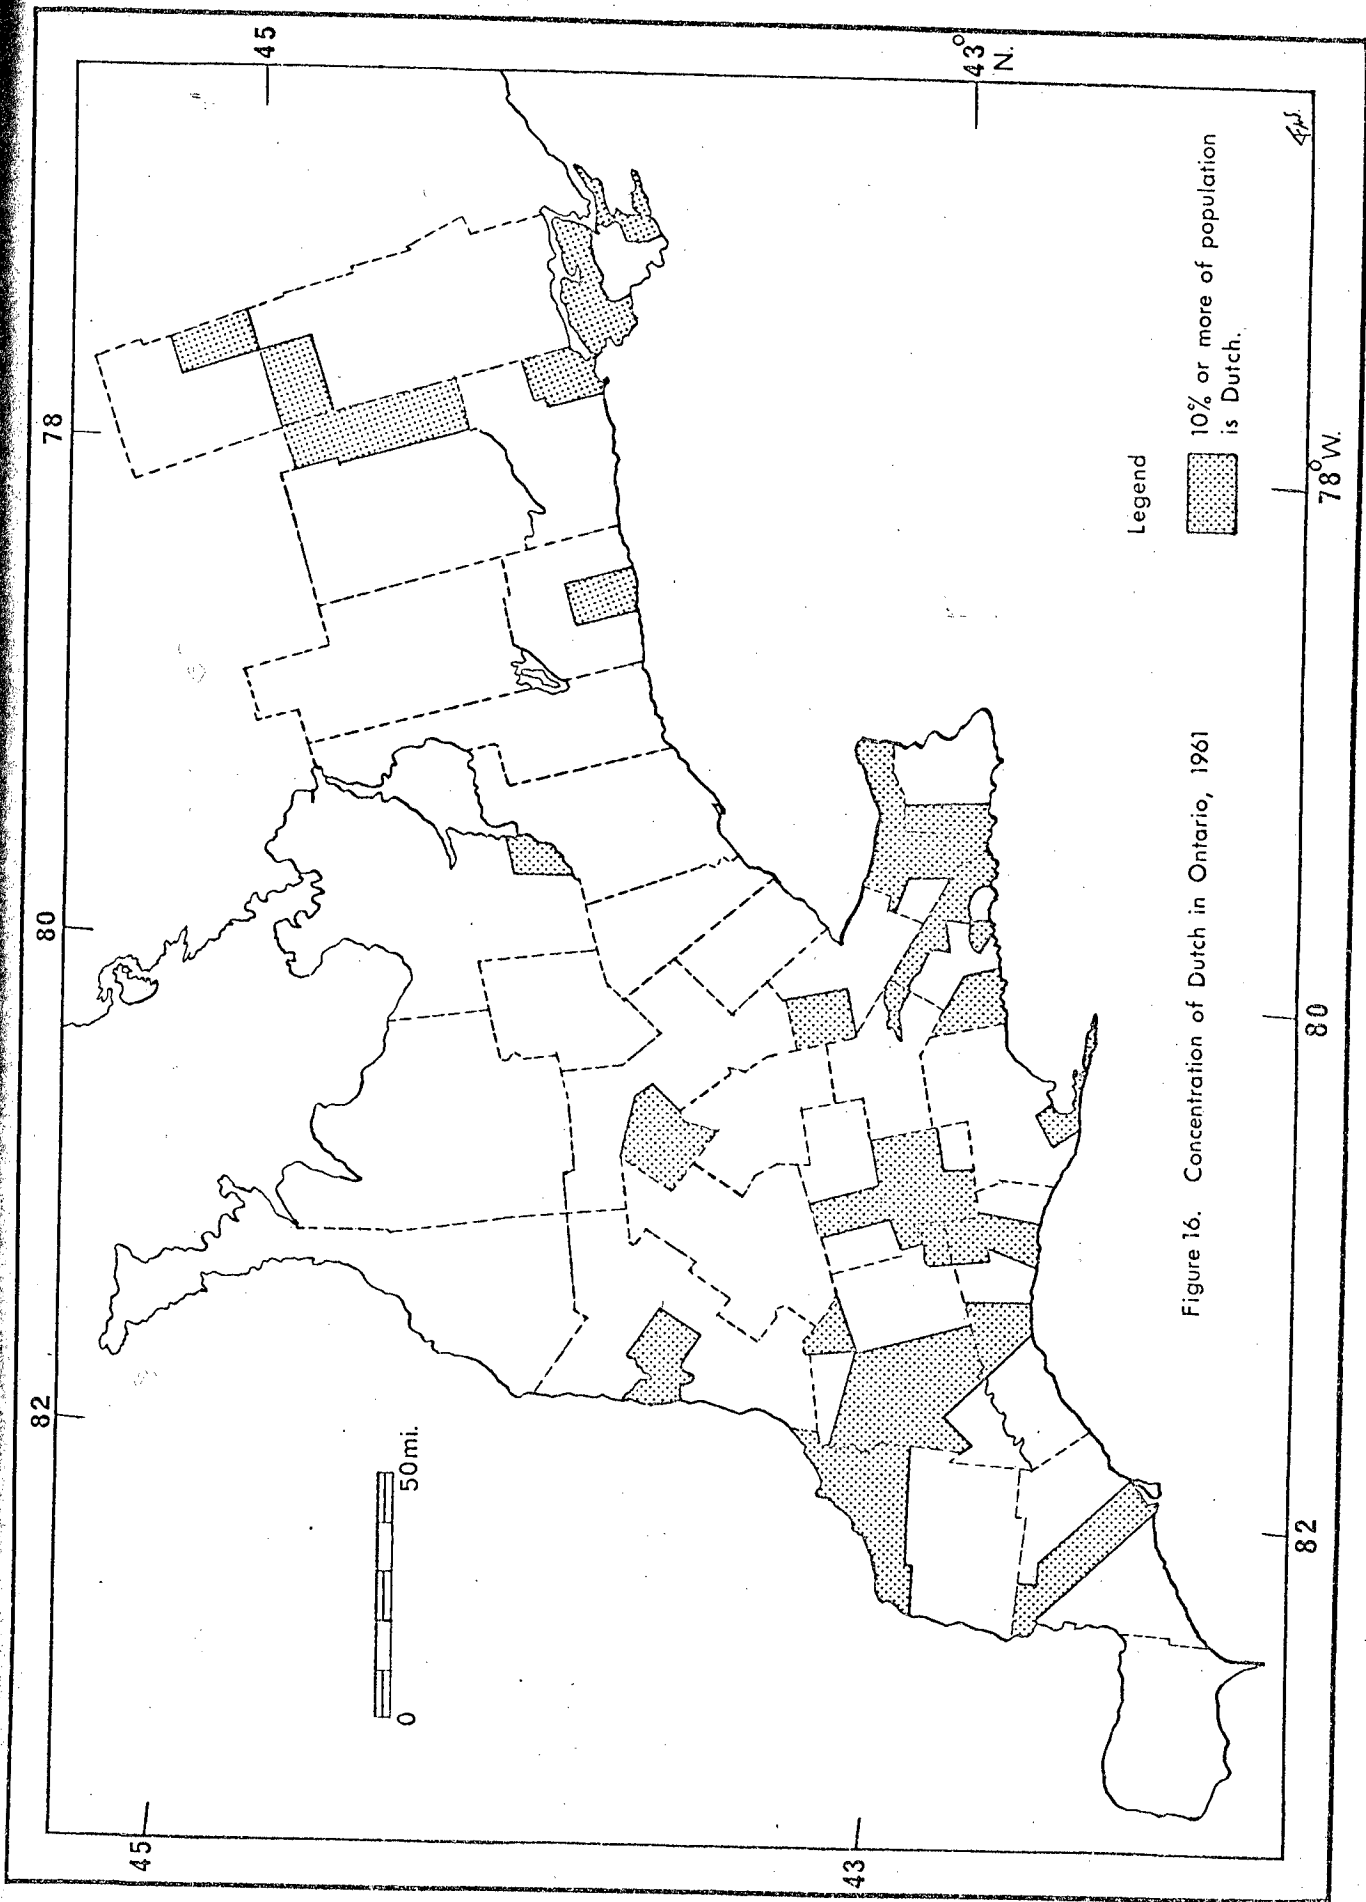 82
80
78
45
45
0
50mi.
43
43°
N.
Legend
10% or more of population
is Dutch.
Figure 16. Concentration of Dutch in Ontario, 1961
82
80
78°W.